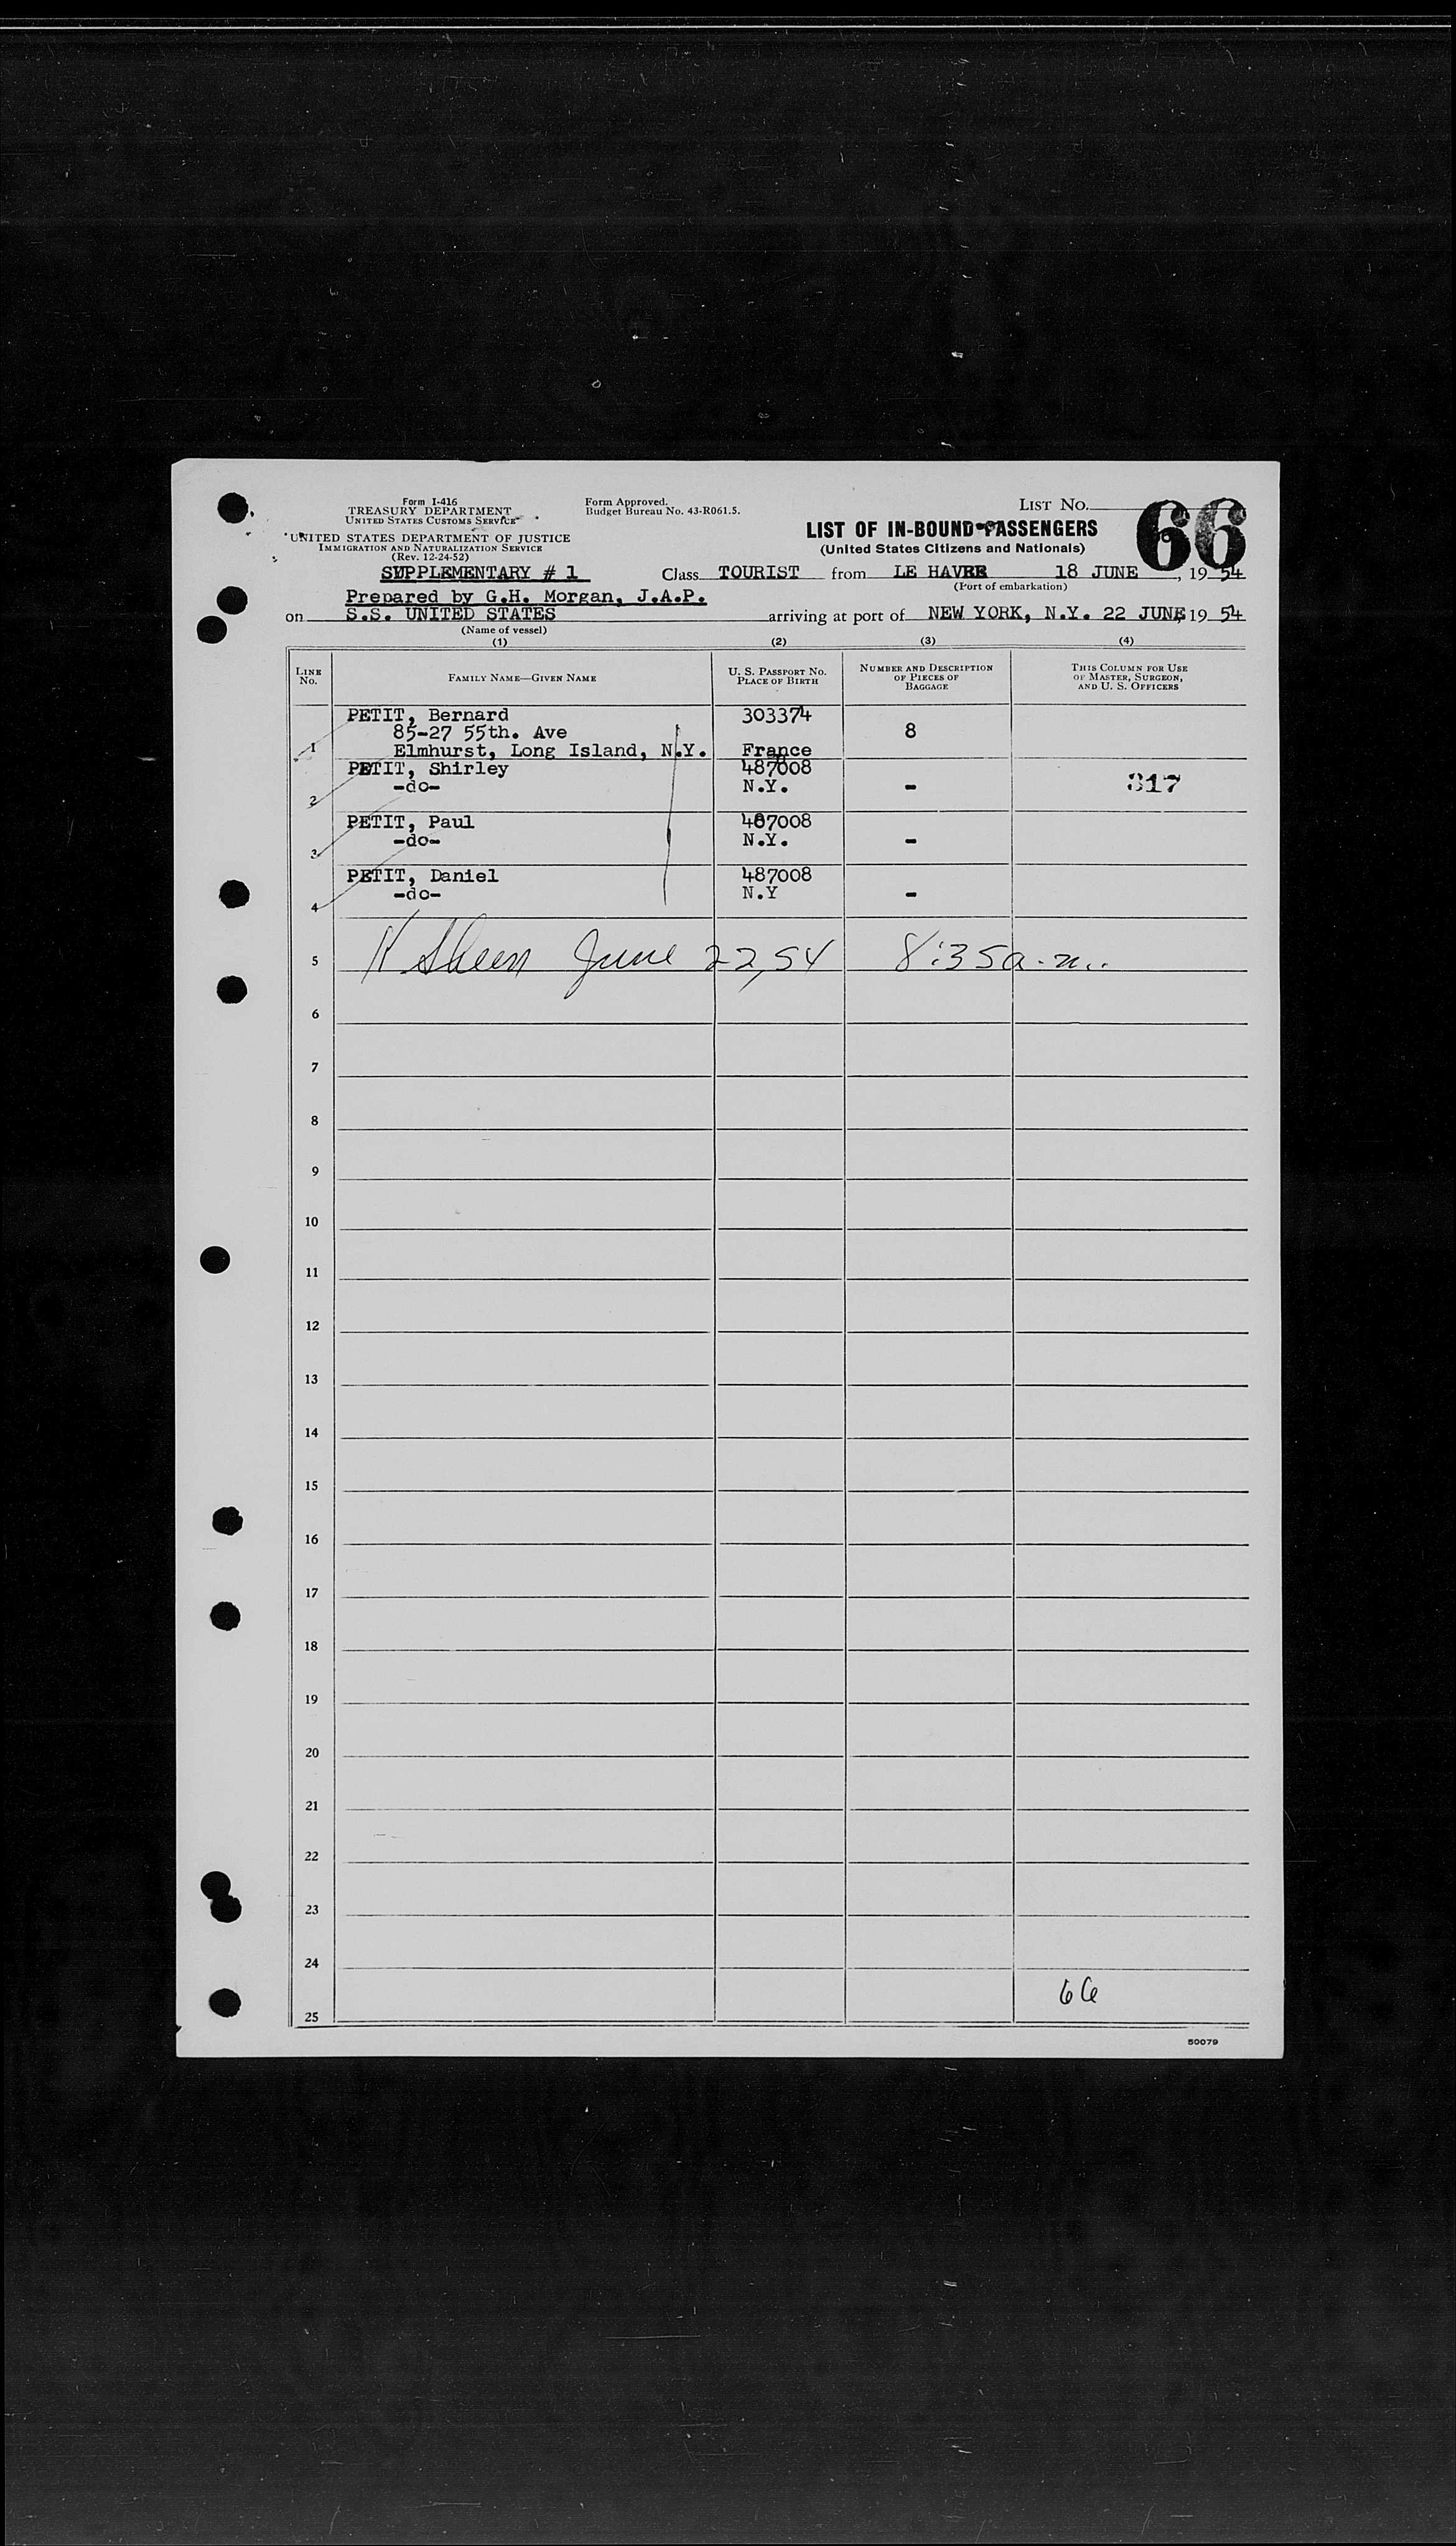 Form I-416
TREASURY DEPARTMENT
UNITED STATES CUSTOMS SERVICE
UNITED STATES DEPARTMENT OF JUSTICE
IMMIGRATION AND NATURALIZATION SERVICE
(Rev. 12-24-52)
Form Approved.
Budget Bureau No. 43-R061.5.
LIST NO.
66
LIST OF IN-BOUND PASSENGERS
(United States Citizens and Nationals)
SUPPLEMENTARY # 1 Class TOURIST from LE HAVRE 18 JUNE, 19 54
(Port of embarkation)
Prepared by G.H. Morgan, J.A.P.
on S.S. UNITED STATES arriving at port of NEW YORK, N.Y. 22 JUNE, 19 54
(Name of vessel)
(1) (2) (3) (4)
LINE NO. FAMILY NAME—GIVEN NAME U. S. PASSPORT NO. PLACE OF BIRTH NUMBER AND DESCRIPTION OF PIECES OF BAGGAGE THIS COLUMN FOR USE OF MASTER, SURGEON, AND U. S. OFFICERS
PETIT, Bernard 303374
85-27 55th. Ave 8
1 Elmhurst, Long Island, N.Y. France
PETIT, Shirley 487008
2 -do- N.Y. - 317
PETIT, Paul 487008
3 -do- N.Y. -
PETIT, Daniel 487008
4 -do- N.Y -
5 June 22, 54 8:35 a.m.
6
7
8
9
10
11
12
13
14
15
16
17
18
19
20
21
22
23
24
66
25
50079